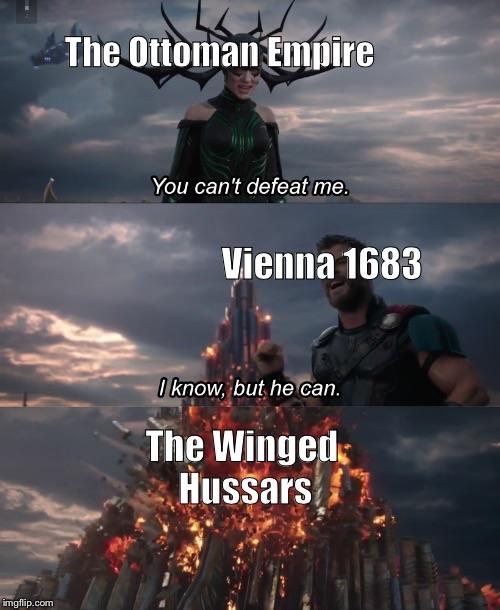 The Ottoman Empire
You can't defeat me.
Vienna 1683
I know, but he can.
The Winged
Hussars
imgflip.com